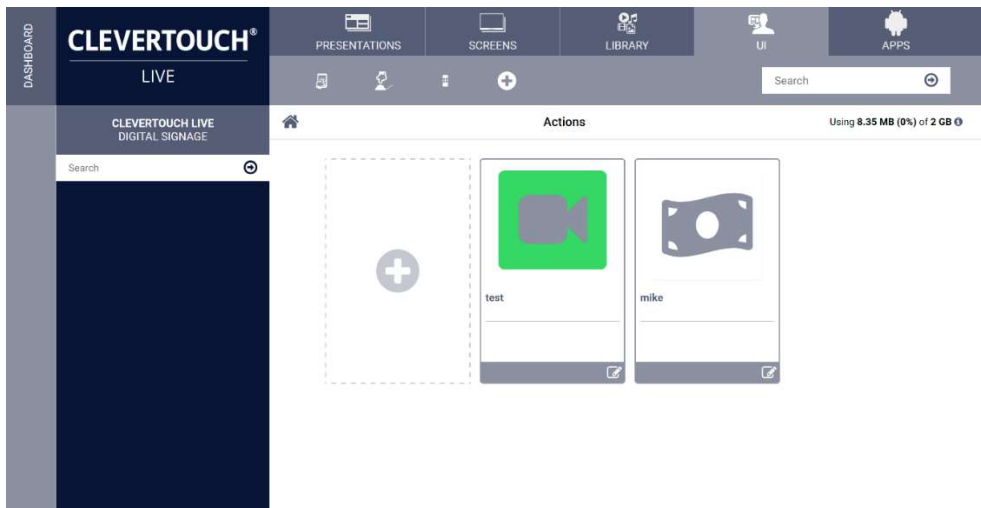 DASHBOARD
CLEVERTOUCH®
LIVE
PRESENTATIONS
SCREENS
LIBRARY
UI
APPS
Search
CLEVERTOUCH LIVE
DIGITAL SIGNAGE
Search
Actions
Using 8.35 MB (0%) of 2 GB
test
mike